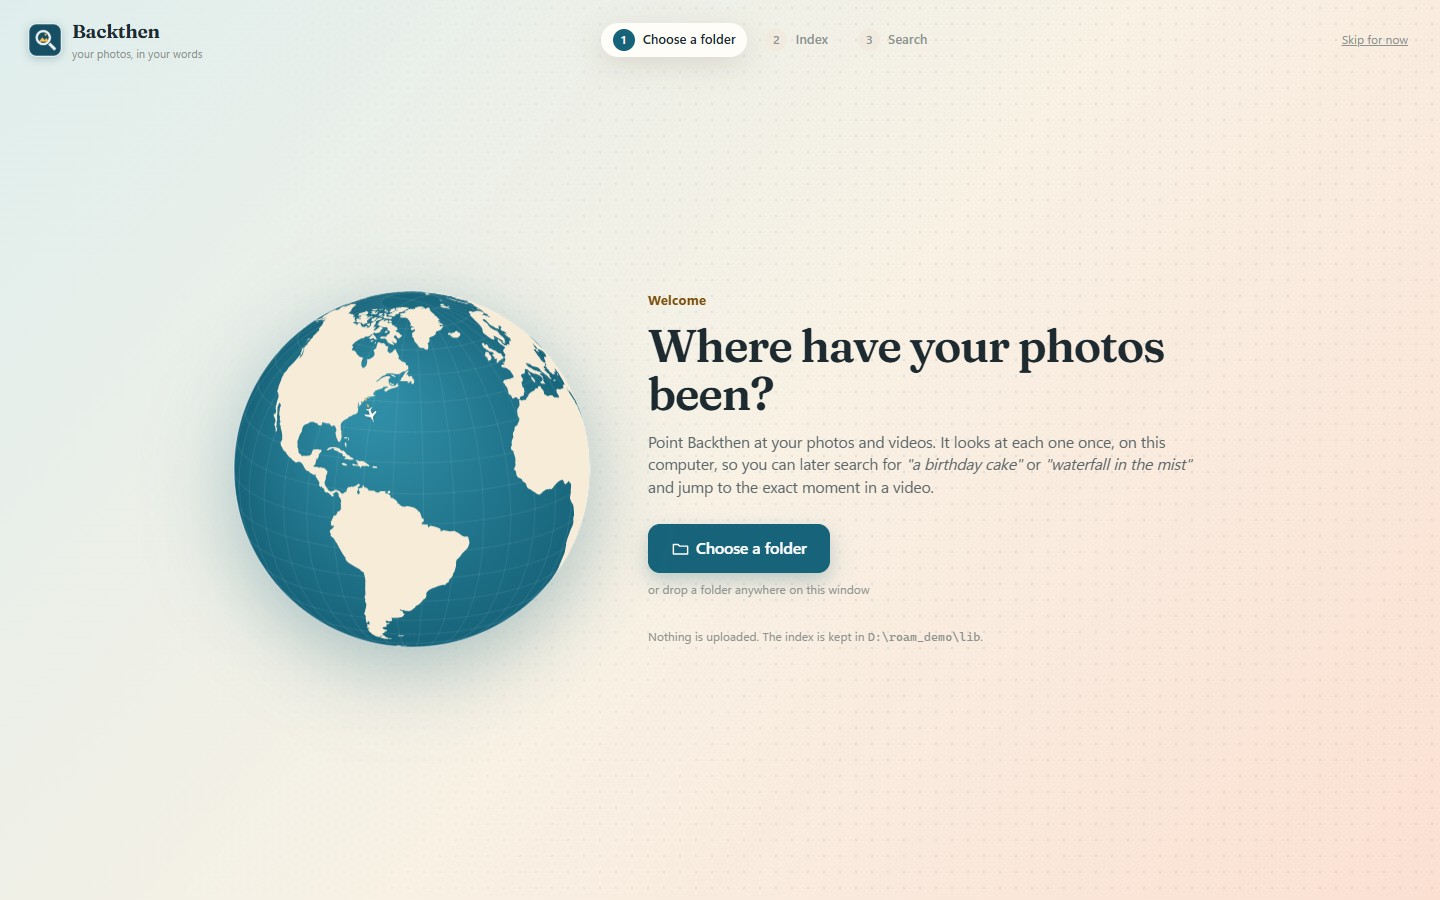 Backthen
your photos, in your words
1 Choose a folder
2 Index
3 Search
Skip for now
Welcome
Where have your photos
been?
Point Backthen at your photos and videos. It looks at each one once, on this
computer, so you can later search for "a birthday cake" or "waterfall in the mist"
and jump to the exact moment in a video.
Choose a folder
or drop a folder anywhere on this window
Nothing is uploaded. The index is kept in D:\roam_demo\lib.